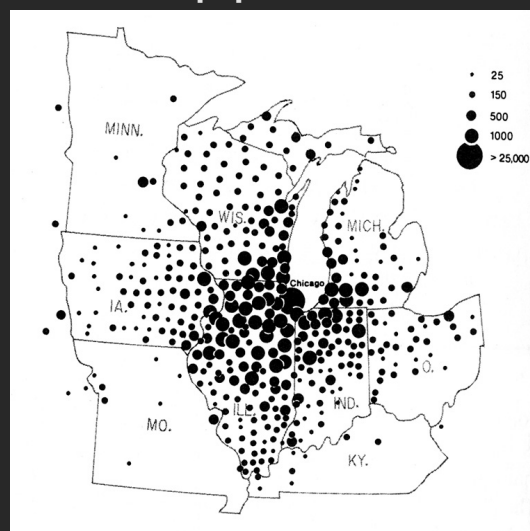 25
150
500
1000
> 25,000
MINN.
WIS.
MICH.
Chicago
IA.
O.
ILL.
IND.
MO.
KY.